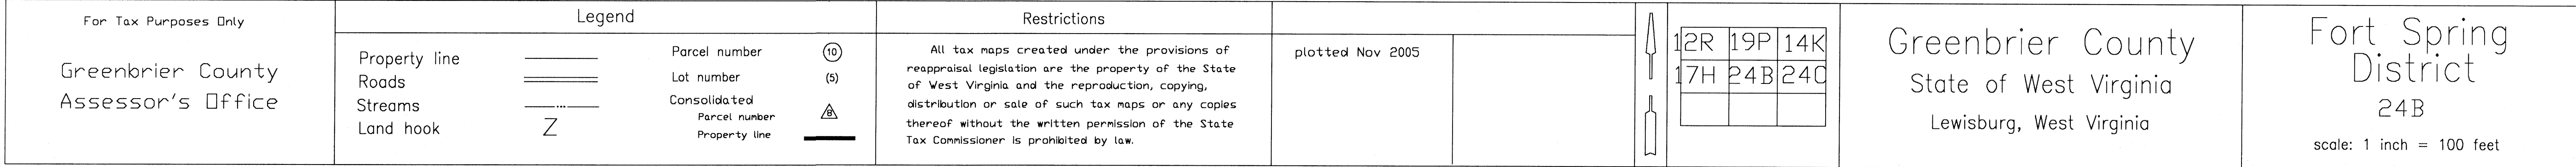 For Tax Purposes Only
Greenbrier County
Assessor's Office
Legend
Property line
Roads
Streams
Land hook
Z
Parcel number
10
Lot number
(5)
Consolidated
Parcel number
8
Property line
Restrictions
All tax maps created under the provisions of
reappraisal legislation are the property of the State
of West Virginia and the reproduction, copying,
distribution or sale of such tax maps or any copies
thereof without the written permission of the State
Tax Commissioner is prohibited by law.
plotted Nov 2005
12R 19P 14K
17H 24B 24C
Greenbrier County
State of West Virginia
Lewisburg, West Virginia
Fort Spring
District
24B
scale: 1 inch = 100 feet